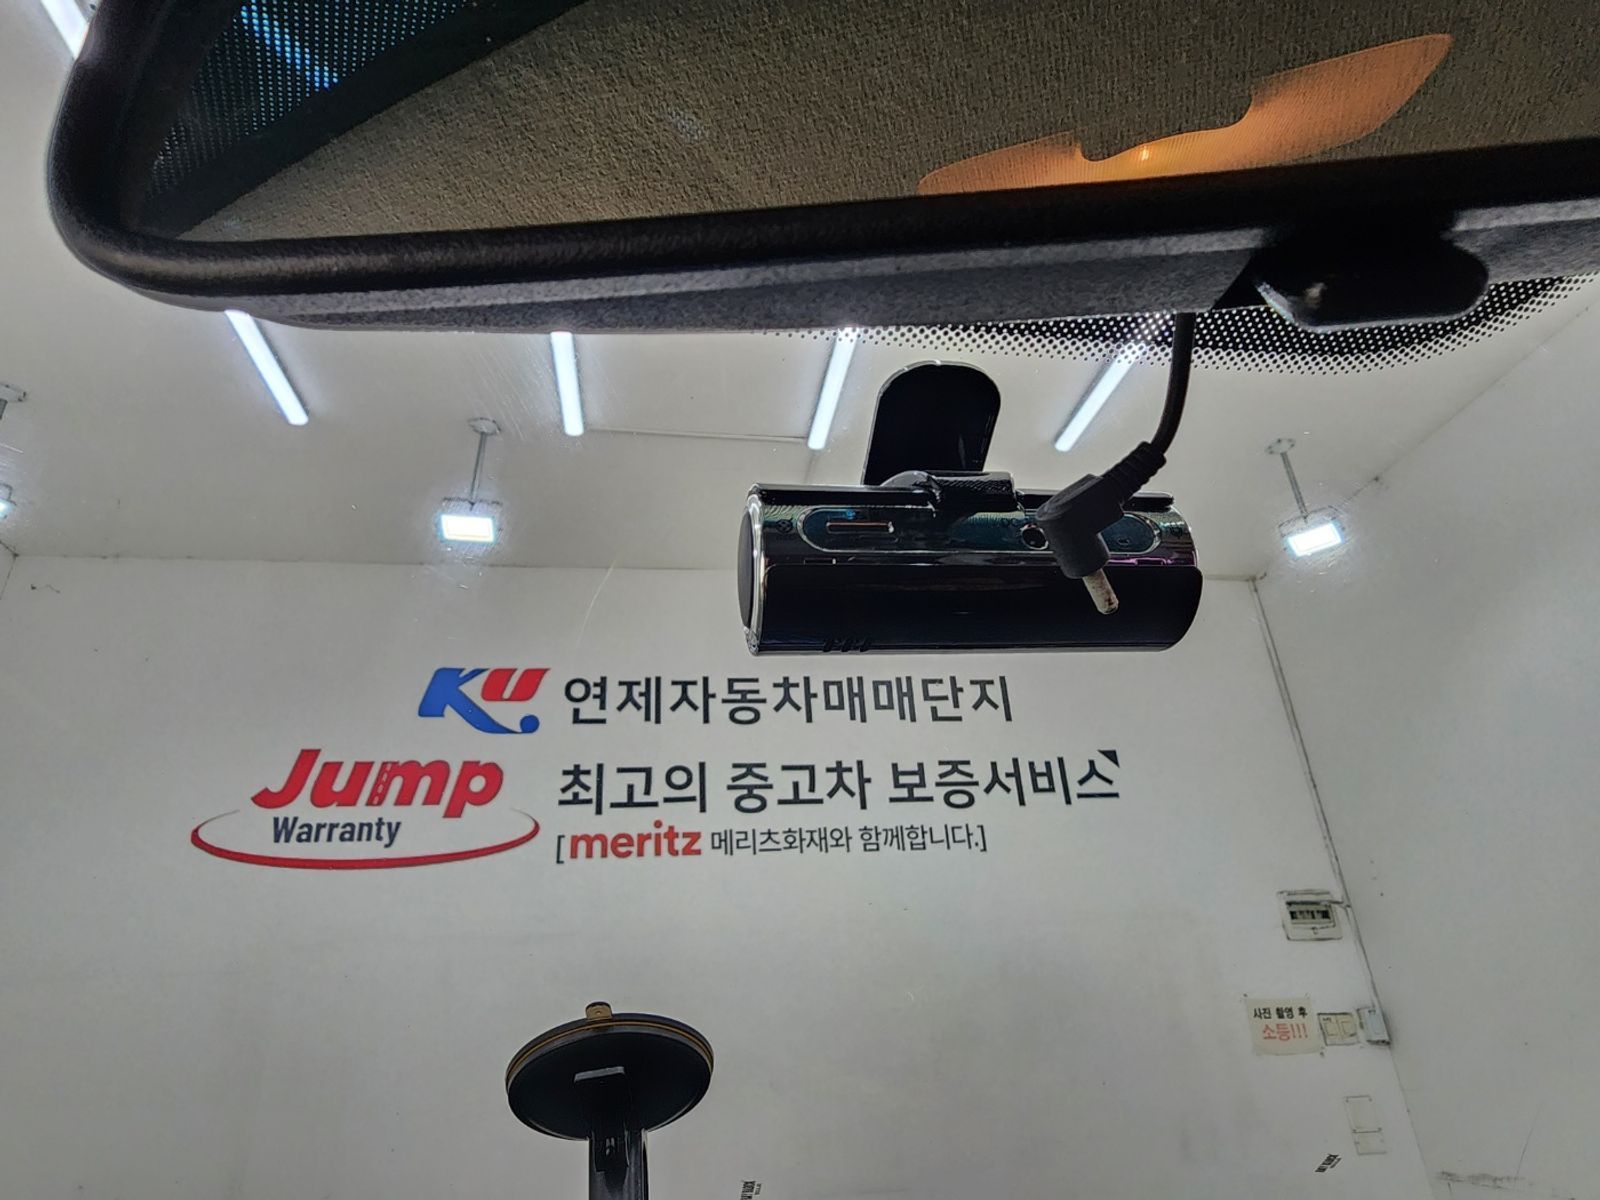 KU 연제자동차매매단지
Jump
Warranty
최고의 중고차 보증서비스
[meritz 메리츠화재와 함께합니다.]
사진 촬영 후
소등!!!